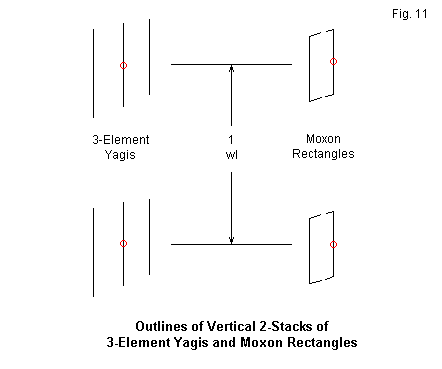 Fig. 11
3-Element
Yagis
1
wl
Moxon
Rectangles
Outlines of Vertical 2-Stacks of
3-Element Yagis and Moxon Rectangles